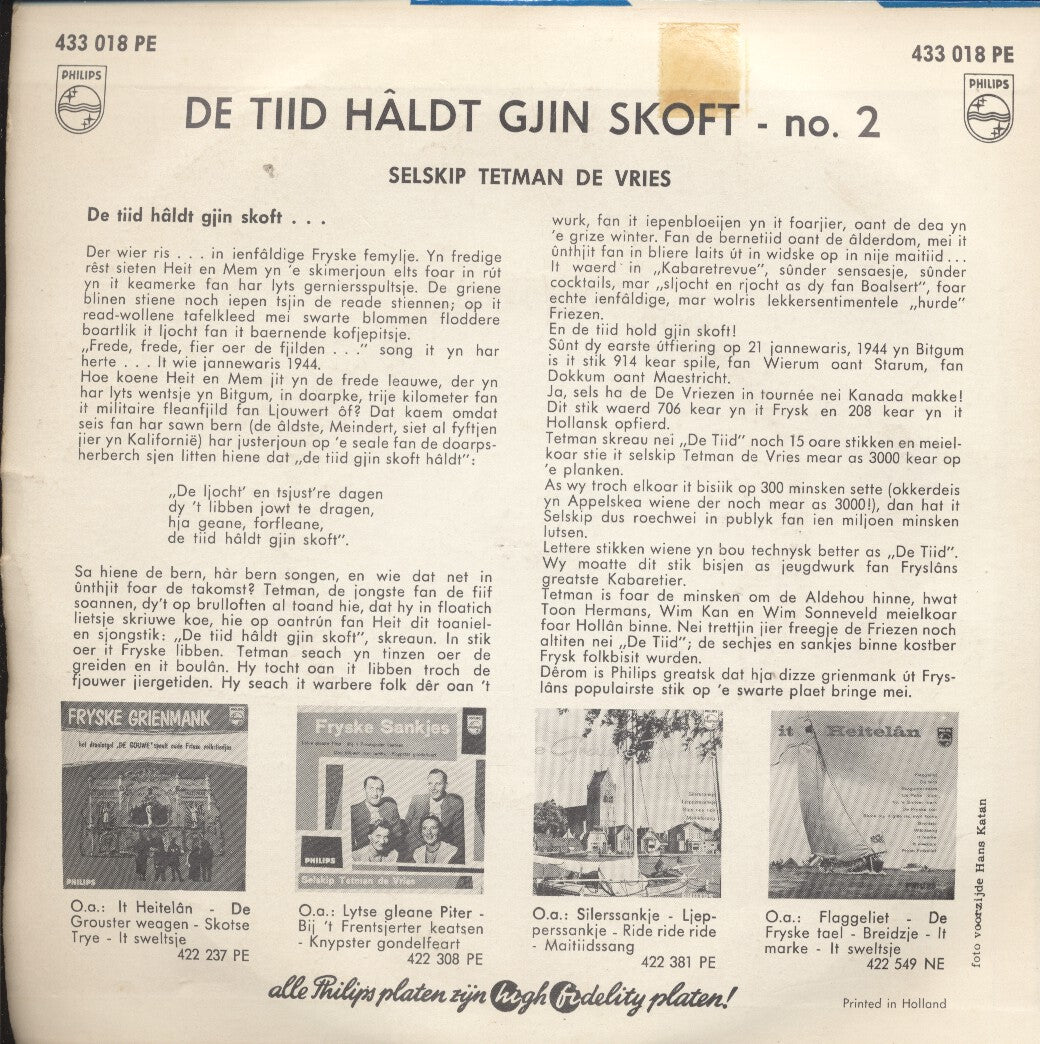 433 018 PE
433 018 PE
PHILIPS
PHILIPS
DE TIID HÂLDT GJIN SKOFT - no. 2
SELSKIP TETMAN DE VRIES
De tiid hâldt gjin skoft . . .
Der wier ris . . . in ienfâldige Fryske femylje. Yn fredige
rêst sieten Heit en Mem yn 'e skimerjoun elts foar in rút
yn it keamerke fan har lyts gerniersspultsje. De griene
blinen stiene noch iepen tsjin de reade stiennen; op it
read-wollene tafelkleed mei swarte blommen floddere
boartlik it ljocht fan it baernende kofjepitsje.
„Frede, frede, fier oer de fjilden . . ." song it yn har
herte . . . It wie jannewaris 1944.
Hoe koene Heit en Mem jit yn de frede leauwe, der yn
har lyts wentsje yn Bitgum, in doarpke, trije kilometer fan
it militaire fleanfjild fan Ljouwert ôf? Dat kaem omdat
seis fan har sawn bern (de âldste, Meindert, siet al fyftjen
jier yn Kalifornië) har justerjoun op 'e seale fan de doarps-
herberch sjen litten hiene dat „de tiid gjin skoft hâldt":
„De ljocht' en tsjust're dagen
dy 't libben jowt te dragen,
hja geane, forfleane,
de tiid hâldt gjin skoft".
Sa hiene de bern, hàr bern songen, en wie dat net in
ûnthjit foar de takomst? Tetman, de jongste fan de fiif
soannen, dy't op brulloften al toand hie, dat hy in floatich
lietsje skriuwe koe, hie op oantrún fan Heit dit toaniel-
en sjongstik: „De tiid hâldt gjin skoft", skreaun. In stik
oer it Fryske libben. Tetman seach yn tinzen oer de
greiden en it boulân. Hy tocht oan it libben troch de
fjouwer jiergetiden. Hy seach it warbere folk dêr oan 't
wurk, fan it iepenbloeijen yn it foarjier, oant de dea yn
'e grize winter. Fan de bernetiid oant de âlderdom, mei it
ûnthjit fan in bliere laits út in widske op in nije maitiid . . .
It waerd in „Kabaretrevue", sûnder sensaesje, sûnder
cocktails, mar „sljocht en rjocht as dy fan Boalsert", foar
echte ienfâldige, mar wolris lekkersentimentele „hurde"
Friezen.
En de tiid hold gjin skoft!
Sûnt dy earste útfiering op 21 jannewaris, 1944 yn Bitgum
is it stik 914 kear spile, fan Wierum oant Starum, fan
Dokkum oant Maestricht.
Ja, sels ha de De Vriezen in tournée nei Kanada makke!
Dit stik waerd 706 kear yn it Frysk en 208 kear yn it
Hollansk opfierd.
Tetman skreau nei „De Tiid" noch 15 oare stikken en meiel-
koar stie it selskip Tetman de Vries mear as 3000 kear op
'e planken.
As wy troch elkoar it bisiik op 300 minsken sette (okkerdeis
yn Appelskea wiene der noch mear as 3000!), dan hat it
Selskip dus roechwei in publyk fan ien miljoen minsken
lutsen.
Lettere stikken wiene yn bou technysk better as „De Tiid".
Wy moatte dit stik bisjen as jeugdwurk fan Fryslâns
greatste Kabaretier.
Tetman is foar de minsken om de Aldehou hinne, hwat
Toon Hermans, Wim Kan en Wim Sonneveld meielkoar
foar Hollân binne. Nei trettjin jier freegje de Friezen noch
altiten nei „De Tiid"; de sechjes en sankjes binne kostber
Frysk folkbisit wurden.
Dêrom is Philips greatsk dat hja dizze grienmank út Frys-
lâns populairste stik op 'e swarte plaet bringe mei.
FRYSKE GRIENMANK
het draaiorgel „DE GOUWE" speelt oude Friese volksliedjes
PHILIPS
Fryske Sankjes
PHILIPS
Selskip Tetman de Vries
it Heitelân
O.a.: It Heitelân - De
Grouster weagen - Skotse
Trye - It sweltsje
422 237 PE
O.a.: Lytse gleane Piter -
Bij 't Frentsjerter keatsen
- Knypster gondelfeart
422 308 PE
O.a.: Silerssankje - Ljep-
perssankje - Ride ride ride
- Maitiidssang
422 381 PE
O.a.: Flaggeliet - De
Fryske tael - Breidzje - It
marke - It sweltsje
422 549 NE
foto voorzijde Hans Katan
alle Philips platen zijn high fidelity platen!
Printed in Holland